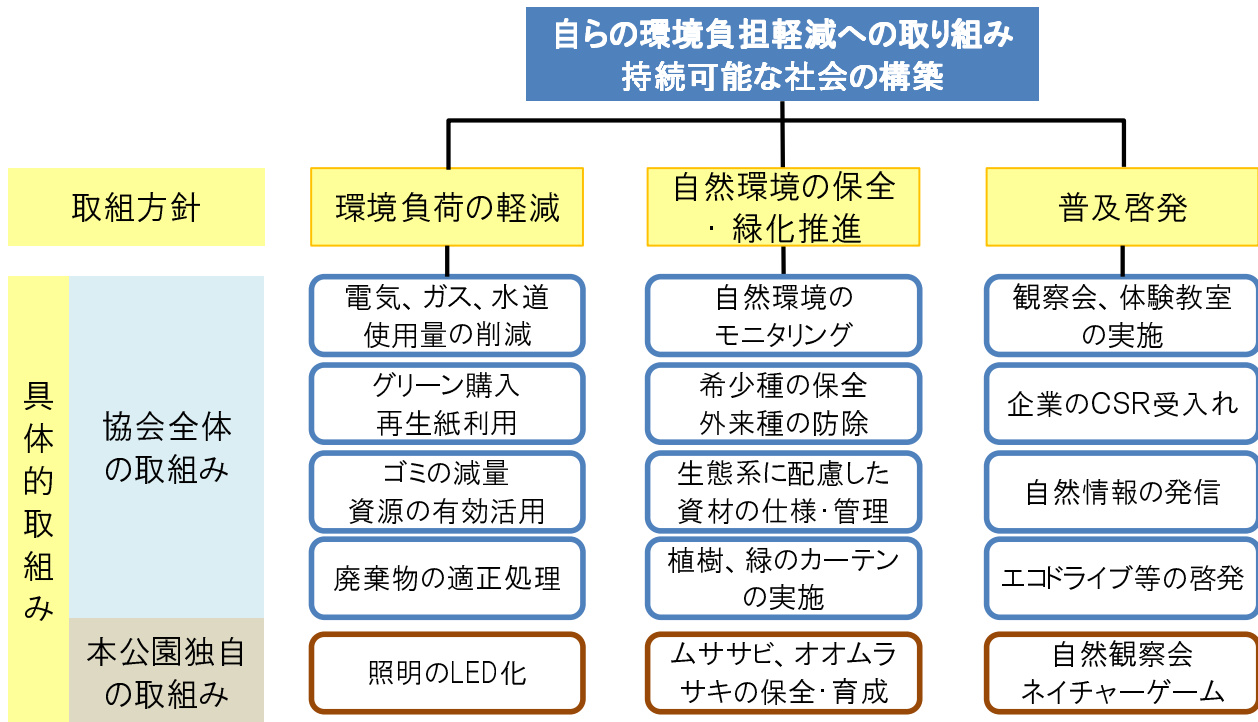 自らの環境負担軽減への取り組み
持続可能な社会の構築
取組方針
環境負荷の軽減
自然環境の保全
・緑化推進
普及啓発
具体的取組み
協会全体
の取組み
電気、ガス、水道
使用量の削減
自然環境の
モニタリング
観察会、体験教室
の実施
グリーン購入
再生紙利用
希少種の保全
外来種の防除
企業のCSR受入れ
ゴミの減量
資源の有効活用
生態系に配慮した
資材の仕様・管理
自然情報の発信
廃棄物の適正処理
植樹、緑のカーテン
の実施
エコドライブ等の啓発
本公園独自
の取組み
照明のLED化
ムササビ、オオムラ
サキの保全・育成
自然観察会
ネイチャーゲーム